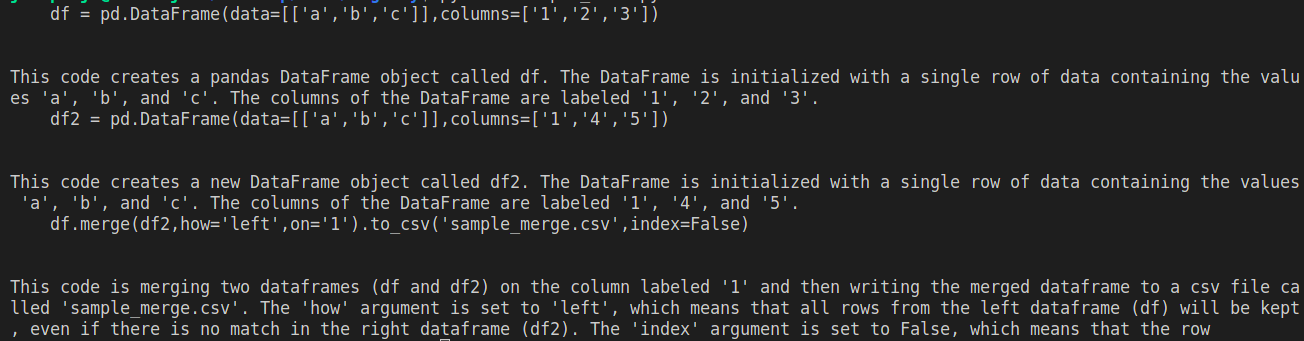 df = pd.DataFrame(data=[['a','b','c']],columns=['1','2','3'])
This code creates a pandas DataFrame object called df. The DataFrame is initialized with a single row of data containing the valu
es 'a', 'b', and 'c'. The columns of the DataFrame are labeled '1', '2', and '3'.
df2 = pd.DataFrame(data=[['a','b','c']],columns=['1','4','5'])
This code creates a new DataFrame object called df2. The DataFrame is initialized with a single row of data containing the values
'a', 'b', and 'c'. The columns of the DataFrame are labeled '1', '4', and '5'.
df.merge(df2,how='left',on='1').to_csv('sample_merge.csv',index=False)
This code is merging two dataframes (df and df2) on the column labeled '1' and then writing the merged dataframe to a csv file ca
lled 'sample_merge.csv'. The 'how' argument is set to 'left', which means that all rows from the left dataframe (df) will be kept
, even if there is no match in the right dataframe (df2). The 'index' argument is set to False, which means that the row